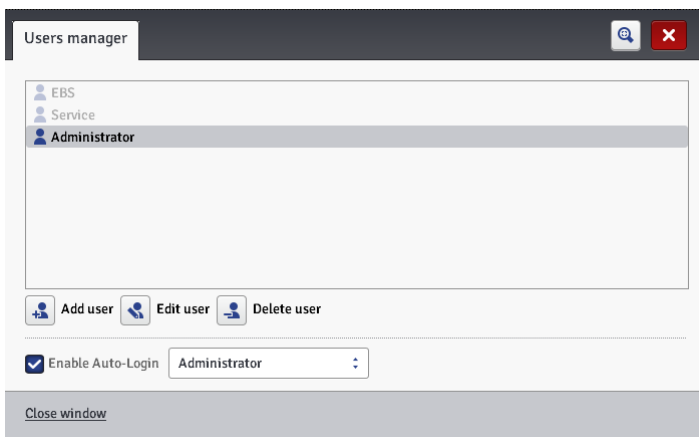 Users manager
EBS
Service
Administrator
Add user Edit user Delete user
Enable Auto-Login Administrator
Close window